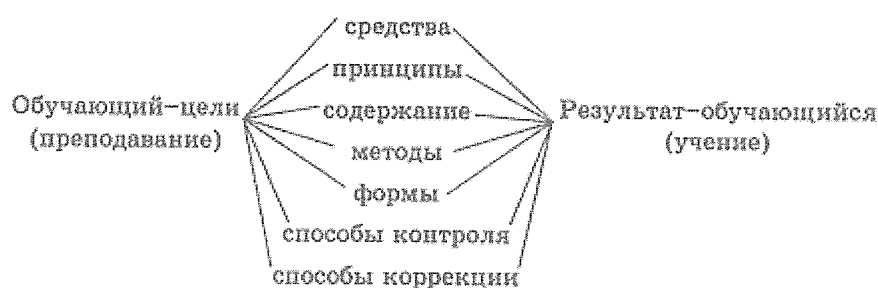 средства
принципы
Обучающий-цели
(преподавание)
содержание
методы
формы
способы контроля
способы коррекции
Результат-обучающийся
(учение)